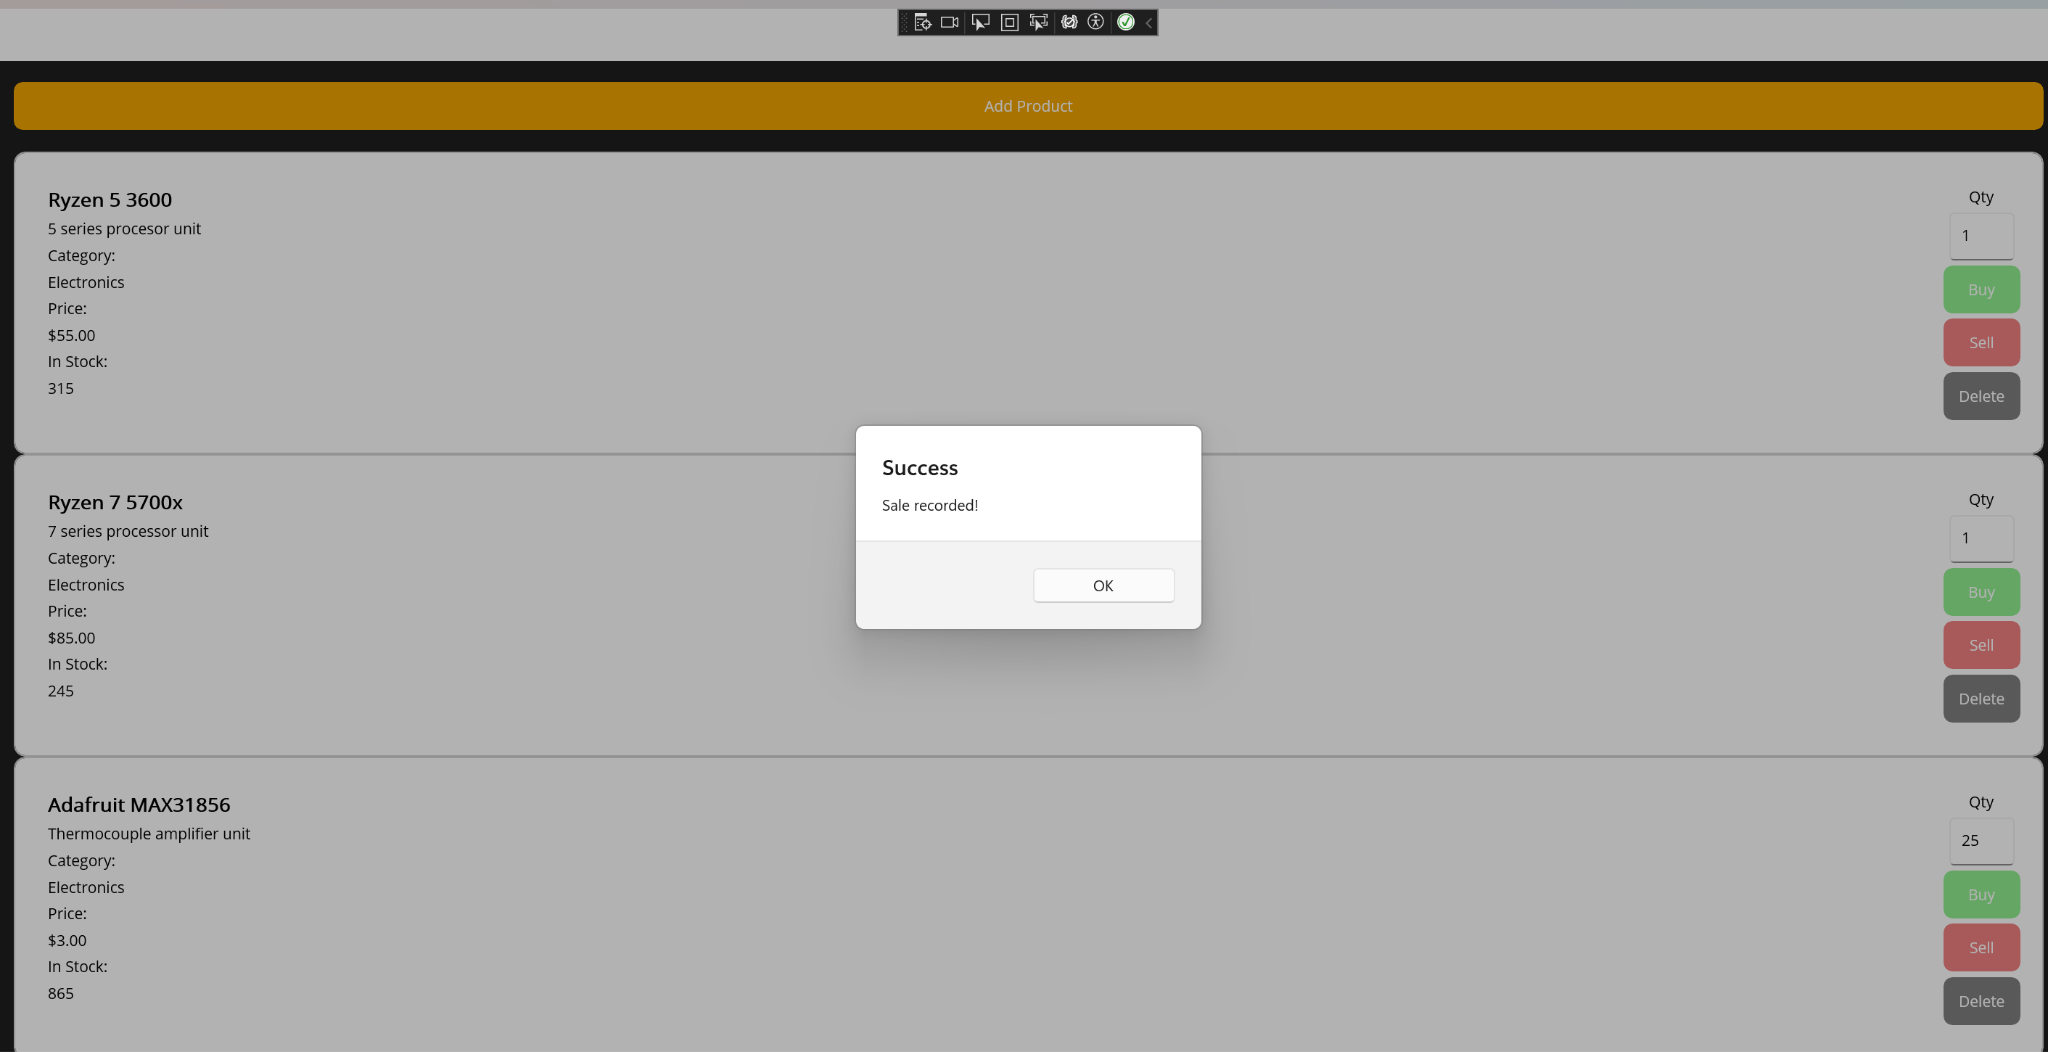 Add Product
Ryzen 5 3600
5 series procesor unit
Category:
Electronics
Price:
$55.00
In Stock:
315
Qty
1
Buy
Sell
Delete
Success
Sale recorded!
OK
Ryzen 7 5700x
7 series processor unit
Category:
Electronics
Price:
$85.00
In Stock:
245
Qty
1
Buy
Sell
Delete
Adafruit MAX31856
Thermocouple amplifier unit
Category:
Electronics
Price:
$3.00
In Stock:
865
Qty
25
Buy
Sell
Delete